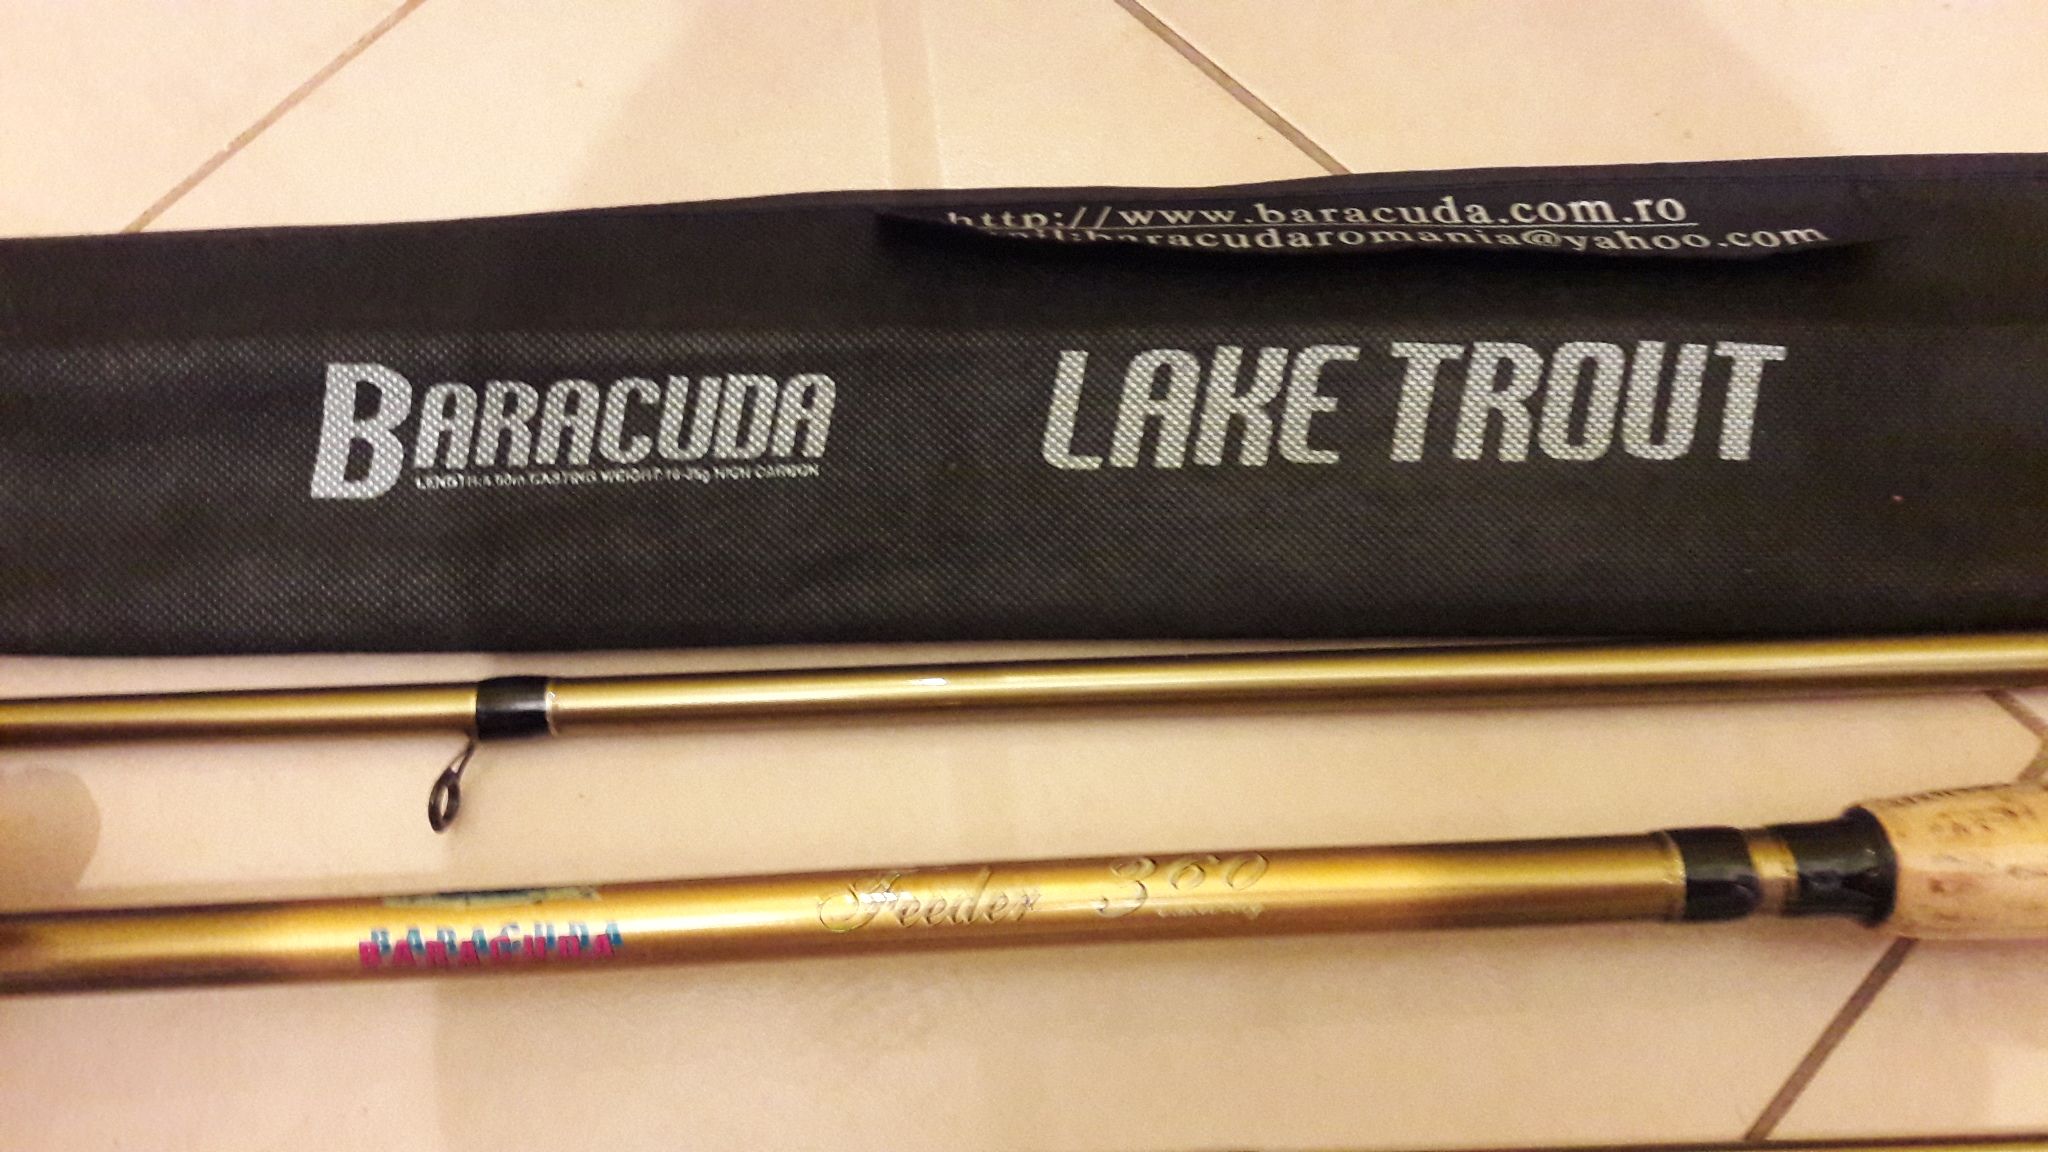 http://www.baracuda.com.ro
baracudaromania@yahoo.com
BARACUDA
LAKE TROUT
CASTING WEIGHT HIGH CARBON
Feeder 360
BARACUDA